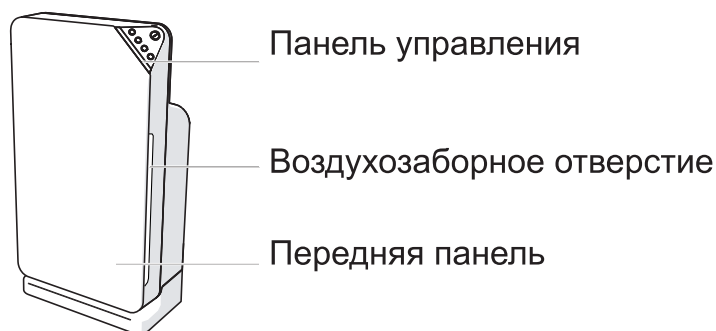 Панель управления
Воздухозаборное отверстие
Передняя панель